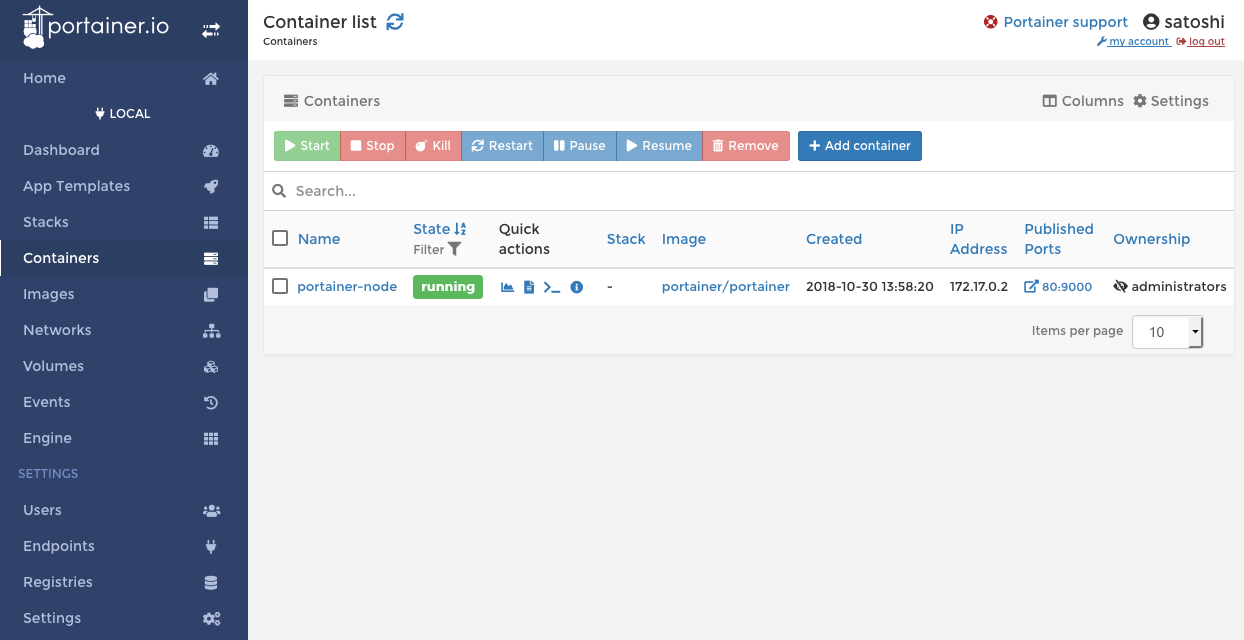 portainer.io
Home
LOCAL
Dashboard
App Templates
Stacks
Containers
Images
Networks
Volumes
Events
Engine
SETTINGS
Users
Endpoints
Registries
Settings
Container list
Containers
Portainer support satoshi
my account log out
Containers
Columns Settings
Start Stop Kill Restart Pause Resume Remove Add container
Search...
Name State Filter Quick actions Stack Image Created IP Address Published Ports Ownership
portainer-node running - portainer/portainer 2018-10-30 13:58:20 172.17.0.2 80:9000 administrators
Items per page 10